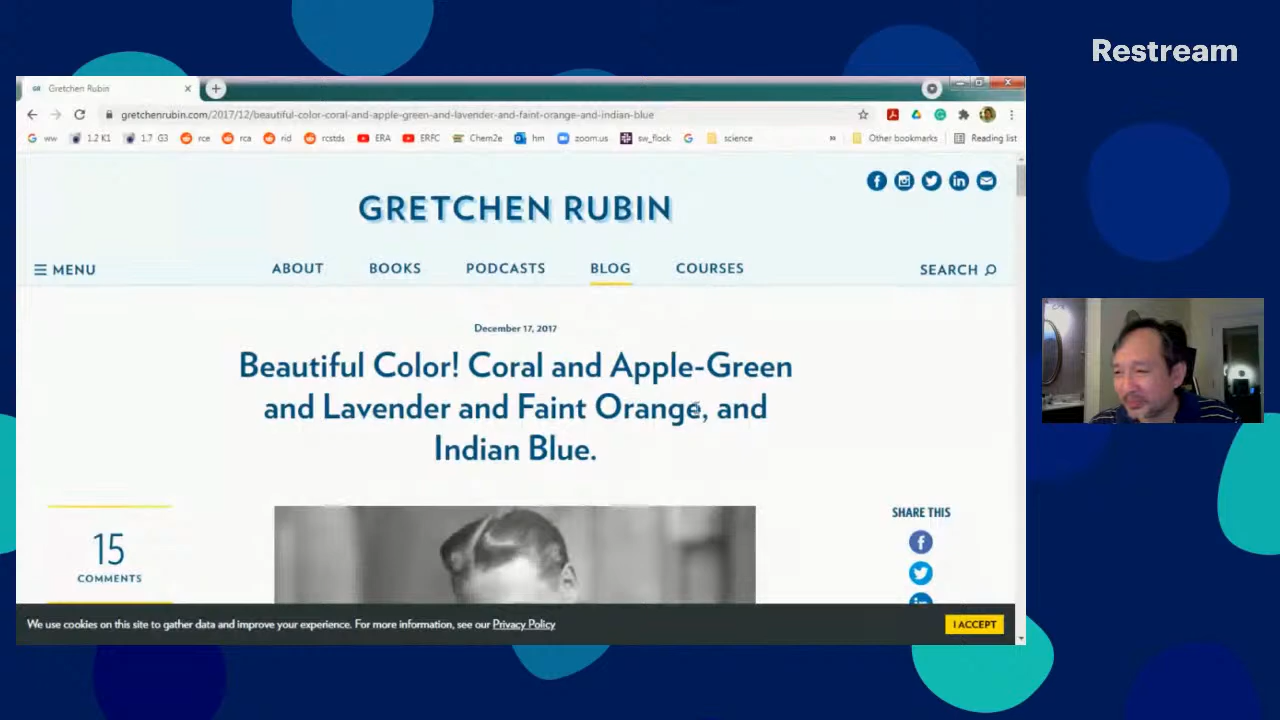 Restream
Gretchen Rubin
gretchenrubin.com/2017/12/beautiful-color-coral-and-apple-green-and-lavender-and-faint-orange-and-indian-blue
ww 1.2 K1 1.7 G3 rce rca rid rcstds ERA ERFC Chem2e hm zoom.us sw_flock science » Other bookmarks Reading list
GRETCHEN RUBIN
MENU ABOUT BOOKS PODCASTS BLOG COURSES SEARCH
December 17, 2017
Beautiful Color! Coral and Apple-Green
and Lavender and Faint Orange, and
Indian Blue.
15
COMMENTS
SHARE THIS
We use cookies on this site to gather data and improve your experience. For more information, see our Privacy Policy
I ACCEPT